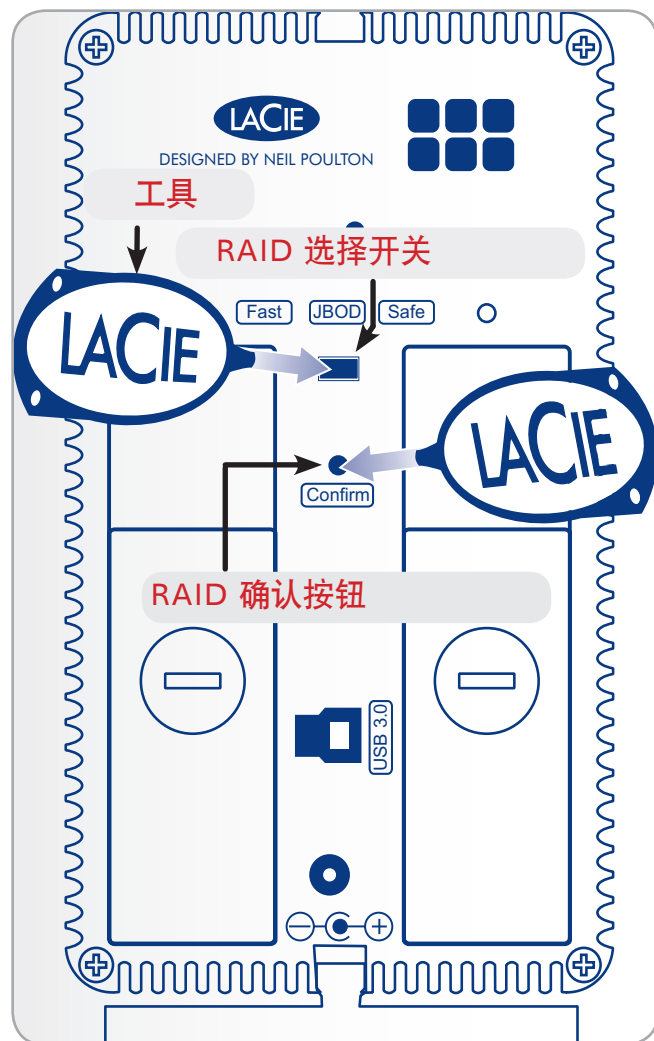 LACIE
DESIGNED BY NEIL POULTON
工具
RAID 选择开关
Fast JBOD Safe
LACIE
LACIE
Confirm
RAID 确认按钮
USB 3.0